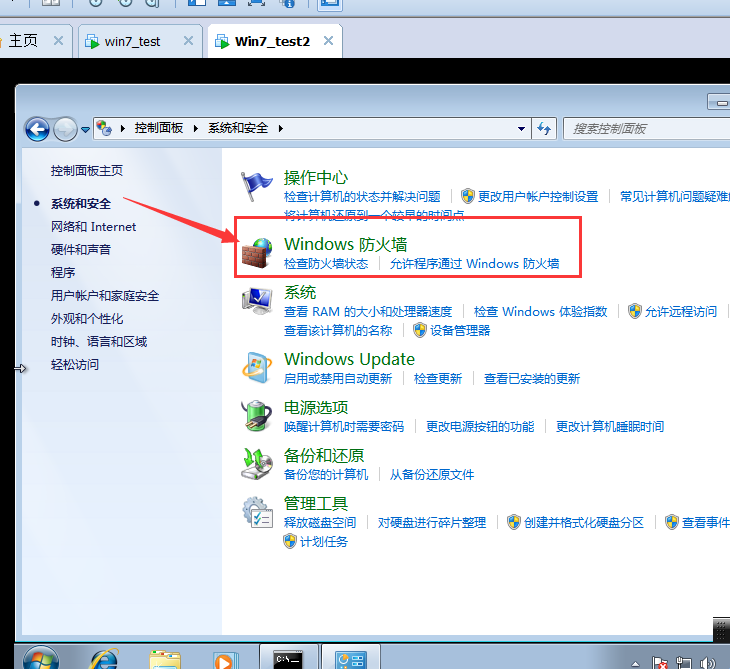 主页
win7_test
Win7_test2
控制面板
系统和安全
搜索控制面板
控制面板主页
系统和安全
网络和 Internet
硬件和声音
程序
用户帐户和家庭安全
外观和个性化
时钟、语言和区域
轻松访问
操作中心
检查计算机的状态并解决问题 更改用户帐户控制设置 常见计算机问题疑难
将计算机还原到一个较早的时间点
Windows 防火墙
检查防火墙状态 允许程序通过 Windows 防火墙
系统
查看 RAM 的大小和处理器速度 检查 Windows 体验指数 允许远程访问
查看该计算机的名称 设备管理器
Windows Update
启用或禁用自动更新 检查更新 查看已安装的更新
电源选项
唤醒计算机时需要密码 更改电源按钮的功能 更改计算机睡眠时间
备份和还原
备份您的计算机 从备份还原文件
管理工具
释放磁盘空间 对硬盘进行碎片整理 创建并格式化硬盘分区 查看事件
计划任务
C:\